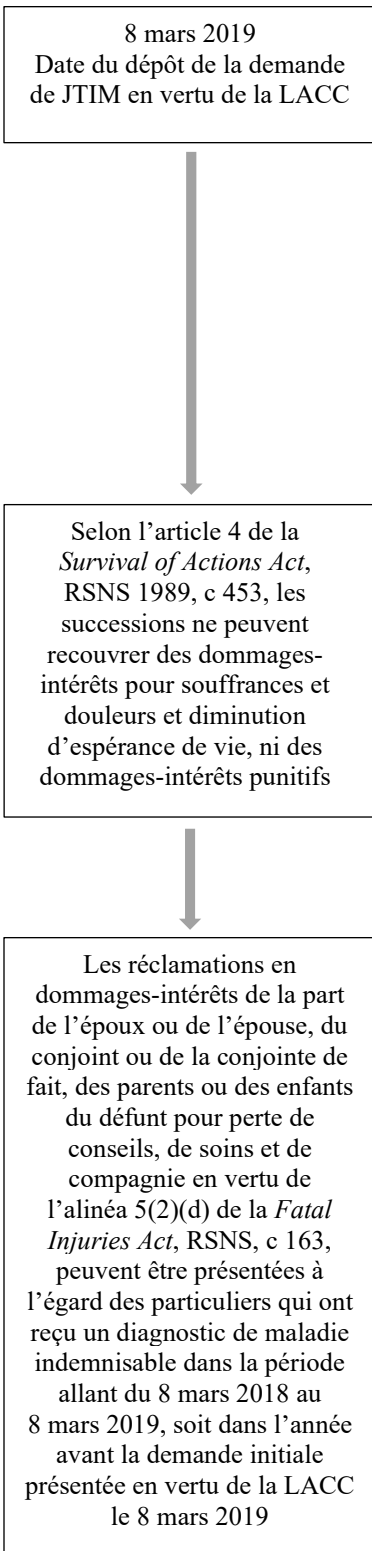 8 mars 2019
Date du dépôt de la demande
de JTIM en vertu de la LACC
Selon l’article 4 de la
Survival of Actions Act,
RSNS 1989, c 453, les
successions ne peuvent
recouvrer des dommages-
intérêts pour souffrances et
douleurs et diminution
d’espérance de vie, ni des
dommages-intérêts punitifs
Les réclamations en
dommages-intérêts de la part
de l’époux ou de l’épouse, du
conjoint ou de la conjointe de
fait, des parents ou des enfants
du défunt pour perte de
conseils, de soins et de
compagnie en vertu de
l’alinéa 5(2)(d) de la Fatal
Injuries Act, RSNS, c 163,
peuvent être présentées à
l’égard des particuliers qui ont
reçu un diagnostic de maladie
indemnisable dans la période
allant du 8 mars 2018 au
8 mars 2019, soit dans l’année
avant la demande initiale
présentée en vertu de la LACC
le 8 mars 2019